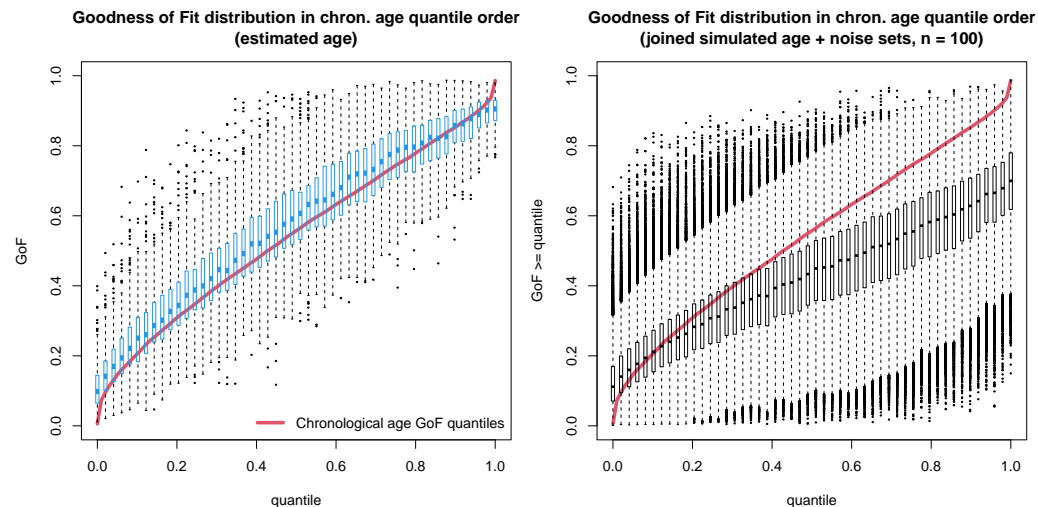 Goodness of Fit distribution in chron. age quantile order
(estimated age)
GoF
1.0
0.8
0.6
0.4
0.2
0.0
Chronological age GoF quantiles
0.0 0.2 0.4 0.6 0.8 1.0
quantile
Goodness of Fit distribution in chron. age quantile order
(joined simulated age + noise sets, n = 100)
GoF >= quantile
1.0
0.8
0.6
0.4
0.2
0.0
0.0 0.2 0.4 0.6 0.8 1.0
quantile